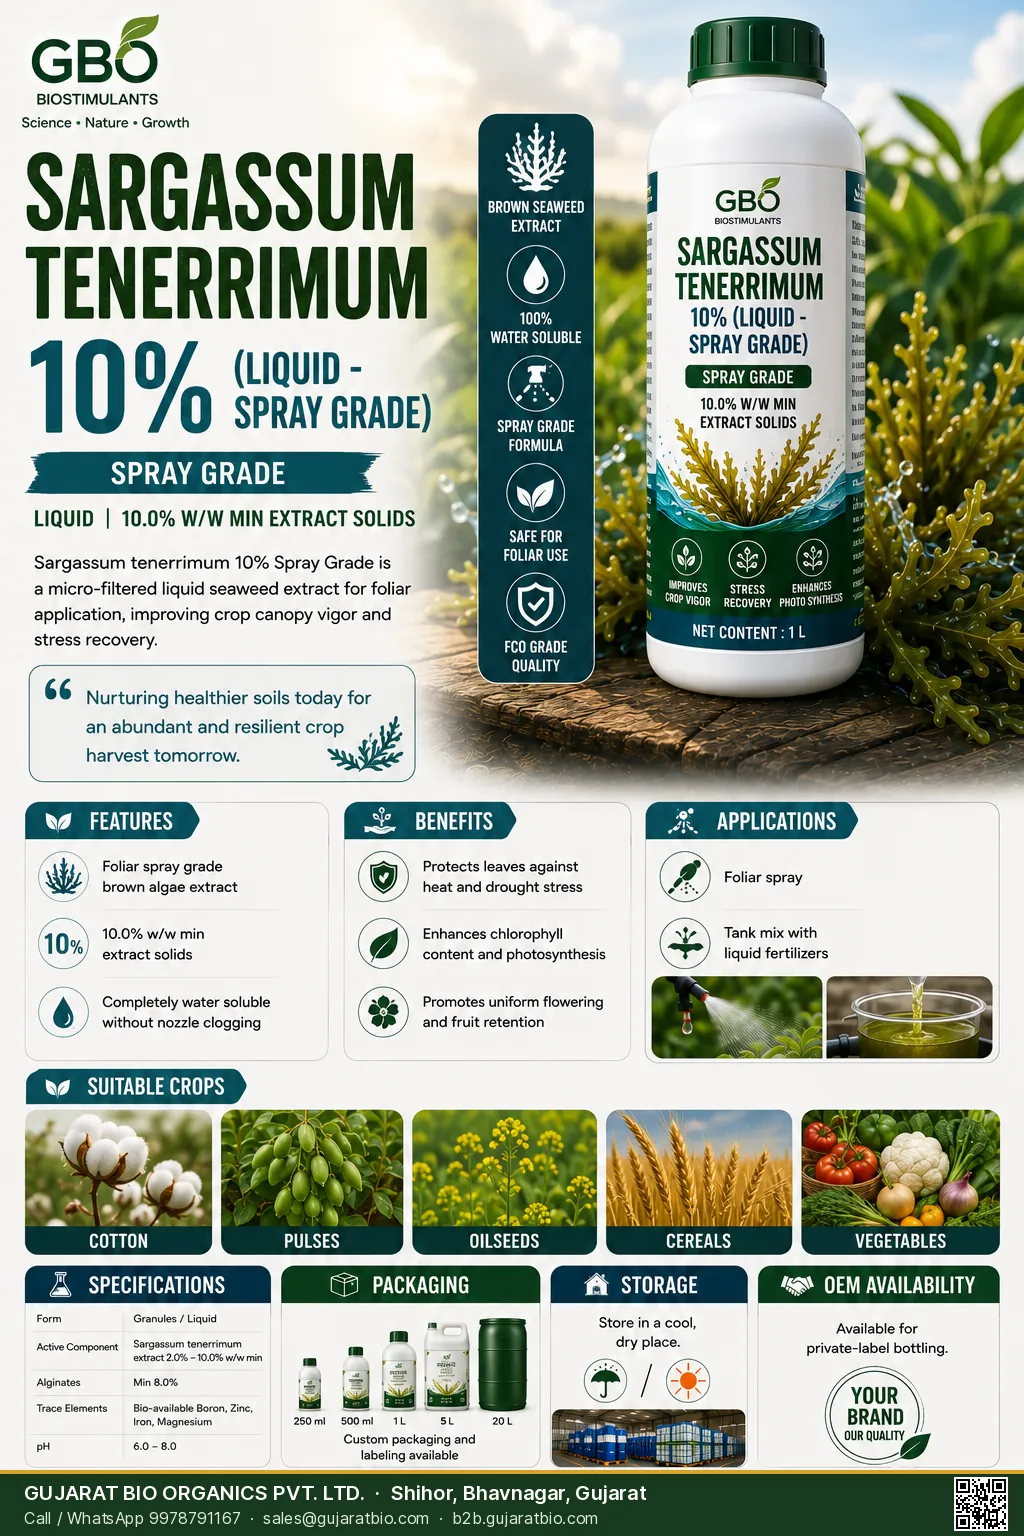 GBO
BIOSTIMULANTS
Science • Nature • Growth
SARGASSUM
TENERRIMUM
10% (LIQUID -
SPRAY GRADE)
SPRAY GRADE
LIQUID | 10.0% W/W MIN EXTRACT SOLIDS
Sargassum tenerrimum 10% Spray Grade is
a micro-filtered liquid seaweed extract for foliar
application, improving crop canopy vigor and
stress recovery.
“ Nurturing healthier soils today for
an abundant and resilient crop
harvest tomorrow.
BROWN SEAWEED
EXTRACT
100%
WATER SOLUBLE
SPRAY GRADE
FORMULA
SAFE FOR
FOLIAR USE
FCO GRADE
QUALITY
GBO
BIOSTIMULANTS
SARGASSUM
TENERRIMUM
10% (LIQUID -
SPRAY GRADE)
SPRAY GRADE
10.0% W/W MIN
EXTRACT SOLIDS
IMPROVES
CROP VIGOR
STRESS
RECOVERY
ENHANCES
PHOTO SYNTHESIS
NET CONTENT : 1 L
FEATURES
Foliar spray grade
brown algae extract
10%
10.0% w/w min
extract solids
Completely water soluble
without nozzle clogging
BENEFITS
Protects leaves against
heat and drought stress
Enhances chlorophyll
content and photosynthesis
Promotes uniform flowering
and fruit retention
APPLICATIONS
Foliar spray
Tank mix with
liquid fertilizers
SUITABLE CROPS
COTTON
PULSES
OILSEEDS
CEREALS
VEGETABLES
SPECIFICATIONS
Form Granules / Liquid
Active Component Sargassum tenerrimum
extract 2.0% – 10.0% w/w min
Alginates Min 8.0%
Trace Elements Bio-available Boron, Zinc,
Iron, Magnesium
pH 6.0 – 8.0
PACKAGING
250 ml 500 ml 1 L 5 L 20 L
Custom packaging and
labeling available
STORAGE
Store in a cool,
dry place.
/
OEM AVAILABILITY
Available for
private-label bottling.
YOUR
BRAND
OUR QUALITY
GUJARAT BIO ORGANICS PVT. LTD. · Shihor, Bhavnagar, Gujarat
Call / WhatsApp 9978791167 · sales@gujaratbio.com · b2b.gujaratbio.com